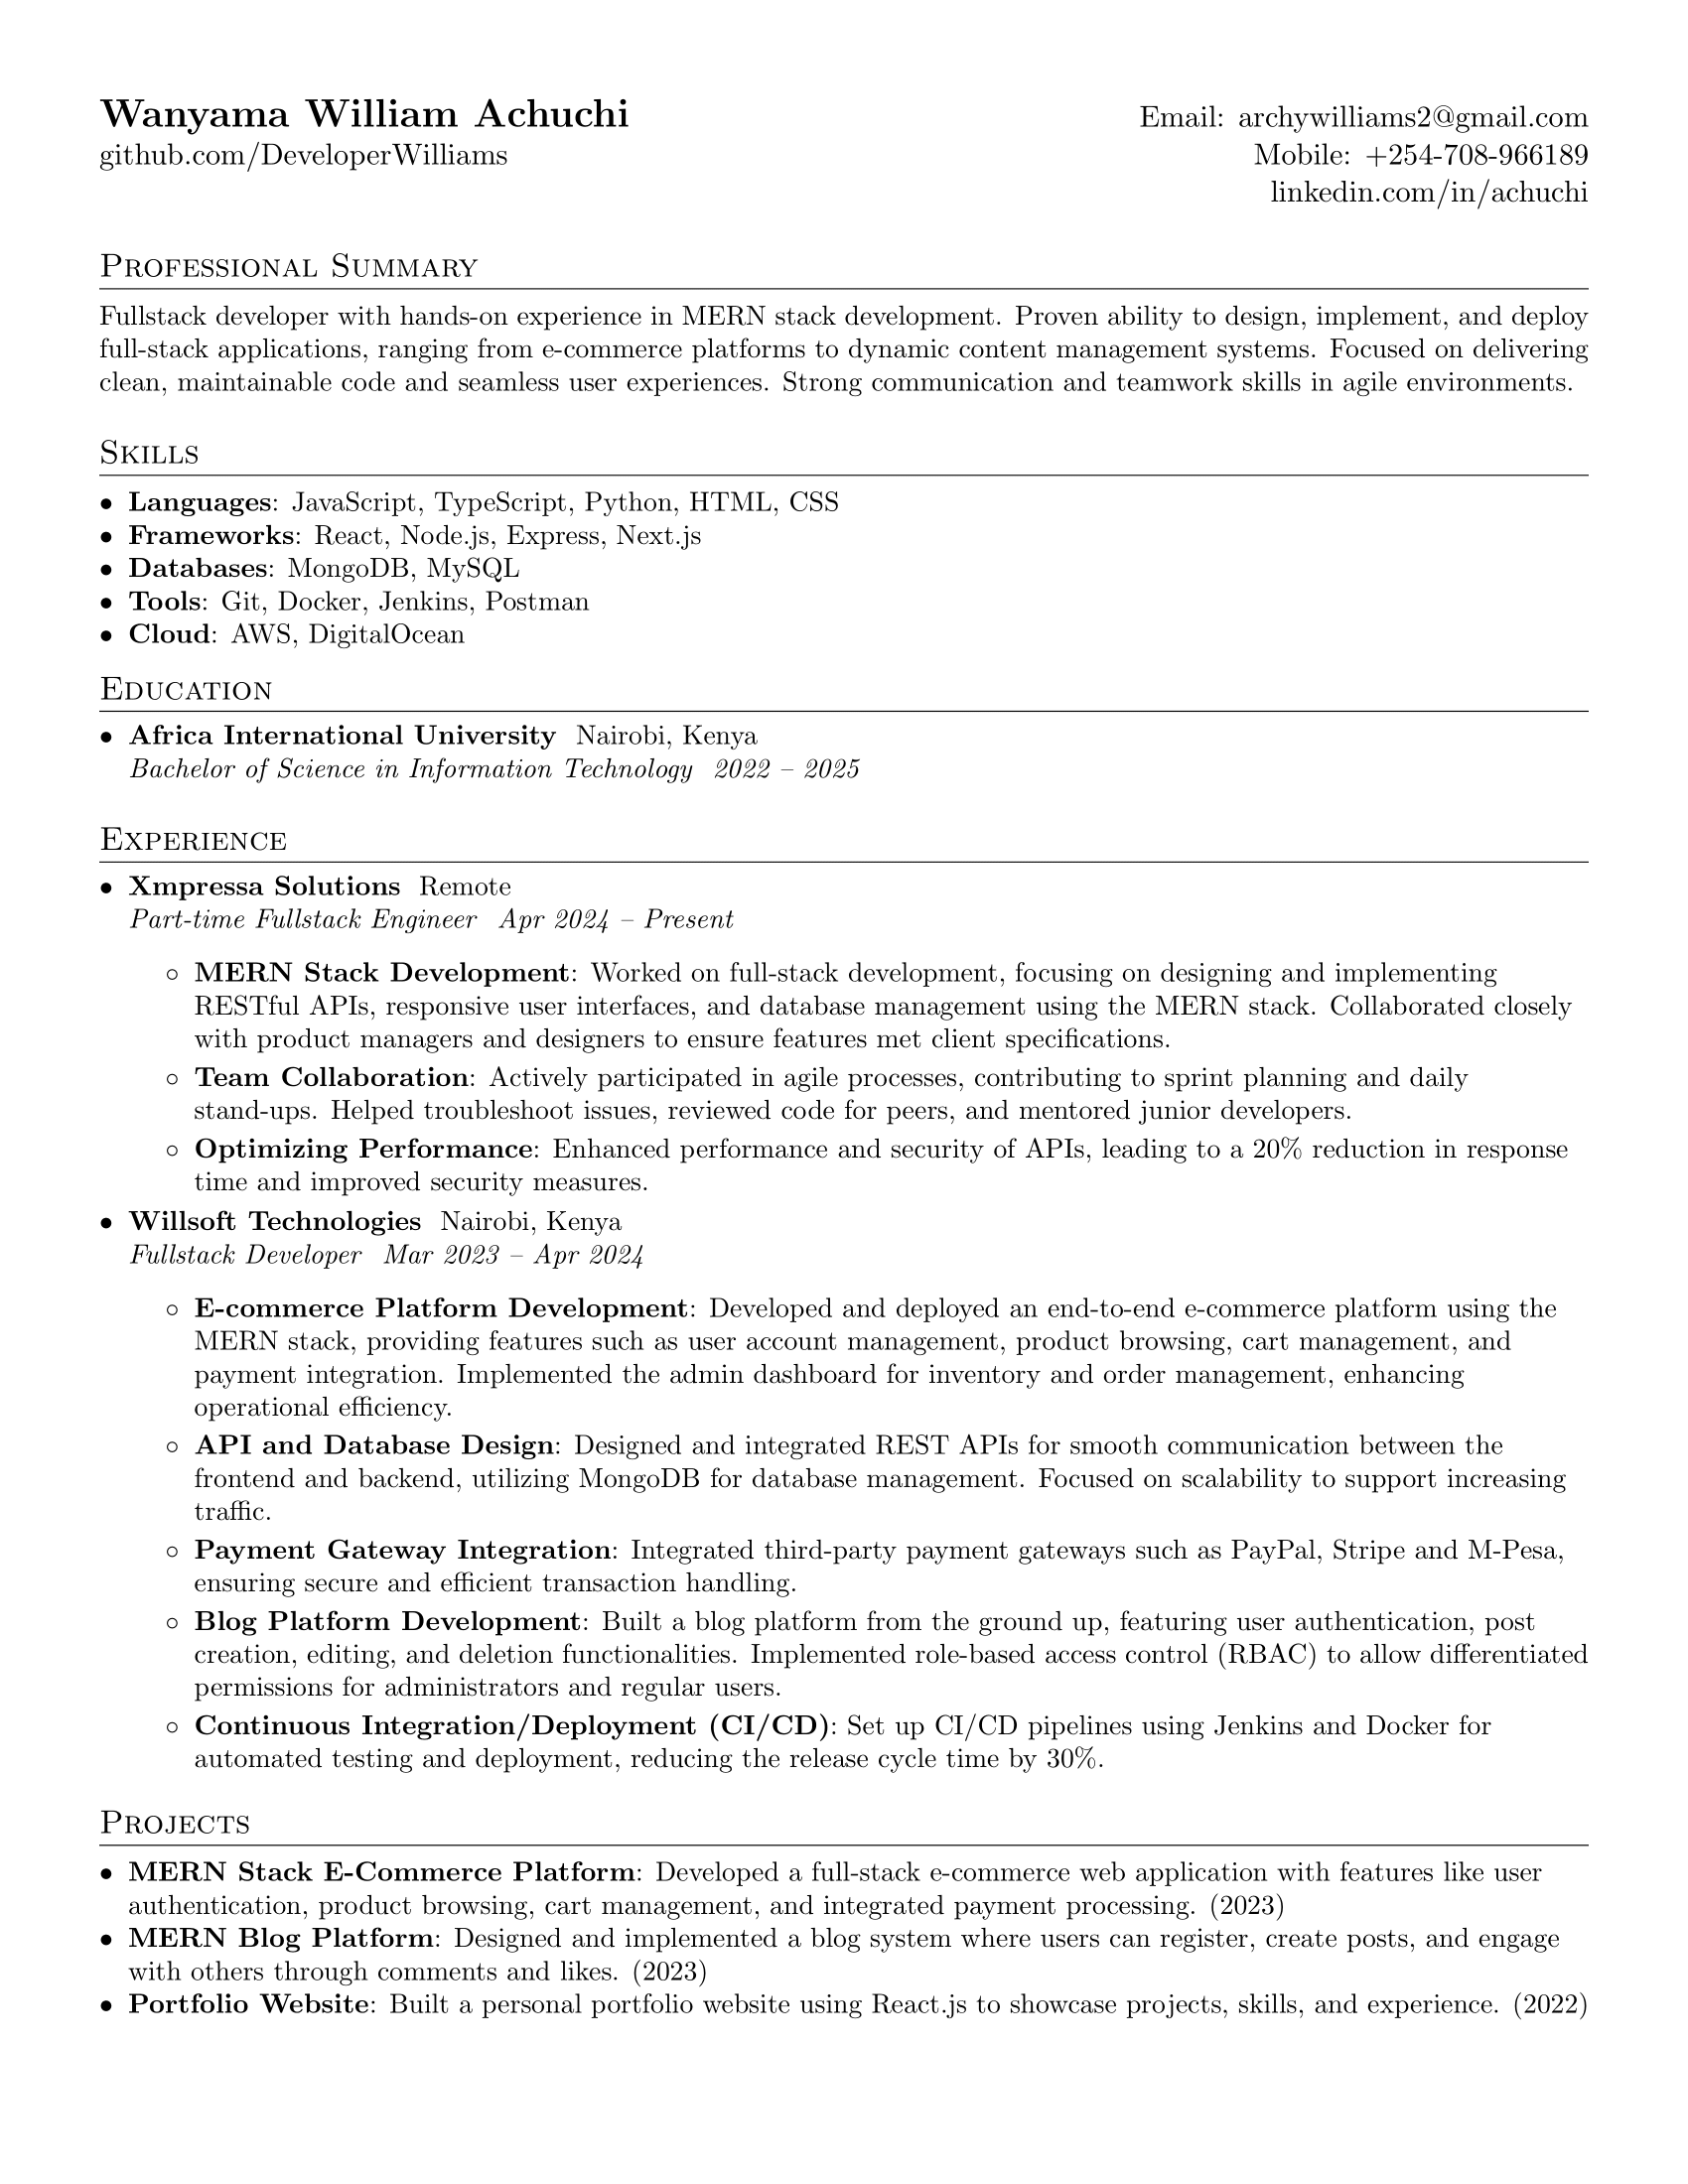 Wanyama William Achuchi
Email: archywilliams2@gmail.com
github.com/DeveloperWilliams
Mobile: +254-708-966189
linkedin.com/in/achuchi
Professional Summary
Fullstack developer with hands-on experience in MERN stack development. Proven ability to design, implement, and deploy
full-stack applications, ranging from e-commerce platforms to dynamic content management systems. Focused on delivering
clean, maintainable code and seamless user experiences. Strong communication and teamwork skills in agile environments.
Skills
• Languages: JavaScript, TypeScript, Python, HTML, CSS
• Frameworks: React, Node.js, Express, Next.js
• Databases: MongoDB, MySQL
• Tools: Git, Docker, Jenkins, Postman
• Cloud: AWS, DigitalOcean
Education
• Africa International University Nairobi, Kenya
Bachelor of Science in Information Technology 2022 – 2025
Experience
• Xmpressa Solutions Remote
Part-time Fullstack Engineer Apr 2024 – Present
◦ MERN Stack Development: Worked on full-stack development, focusing on designing and implementing
RESTful APIs, responsive user interfaces, and database management using the MERN stack. Collaborated closely
with product managers and designers to ensure features met client specifications.
◦ Team Collaboration: Actively participated in agile processes, contributing to sprint planning and daily
stand-ups. Helped troubleshoot issues, reviewed code for peers, and mentored junior developers.
◦ Optimizing Performance: Enhanced performance and security of APIs, leading to a 20% reduction in response
time and improved security measures.
• Willsoft Technologies Nairobi, Kenya
Fullstack Developer Mar 2023 – Apr 2024
◦ E-commerce Platform Development: Developed and deployed an end-to-end e-commerce platform using the
MERN stack, providing features such as user account management, product browsing, cart management, and
payment integration. Implemented the admin dashboard for inventory and order management, enhancing
operational efficiency.
◦ API and Database Design: Designed and integrated REST APIs for smooth communication between the
frontend and backend, utilizing MongoDB for database management. Focused on scalability to support increasing
traffic.
◦ Payment Gateway Integration: Integrated third-party payment gateways such as PayPal, Stripe and M-Pesa,
ensuring secure and efficient transaction handling.
◦ Blog Platform Development: Built a blog platform from the ground up, featuring user authentication, post
creation, editing, and deletion functionalities. Implemented role-based access control (RBAC) to allow differentiated
permissions for administrators and regular users.
◦ Continuous Integration/Deployment (CI/CD): Set up CI/CD pipelines using Jenkins and Docker for
automated testing and deployment, reducing the release cycle time by 30%.
Projects
• MERN Stack E-Commerce Platform: Developed a full-stack e-commerce web application with features like user
authentication, product browsing, cart management, and integrated payment processing. (2023)
• MERN Blog Platform: Designed and implemented a blog system where users can register, create posts, and engage
with others through comments and likes. (2023)
• Portfolio Website: Built a personal portfolio website using React.js to showcase projects, skills, and experience. (2022)